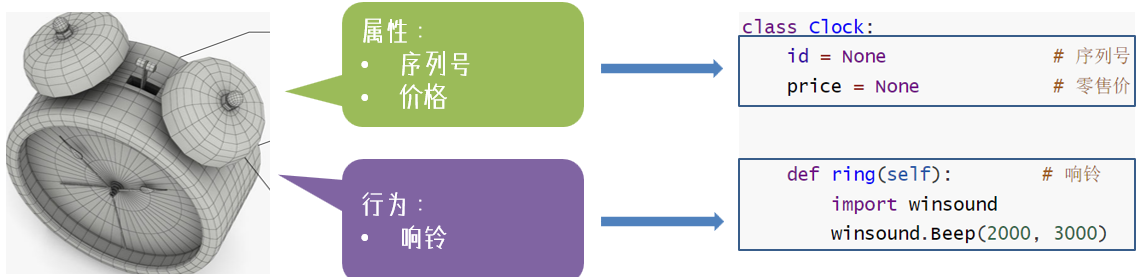 属性：
• 序列号
• 价格
行为：
• 响铃
class Clock:
id = None # 序列号
price = None # 零售价
def ring(self): # 响铃
import winsound
winsound.Beep(2000, 3000)